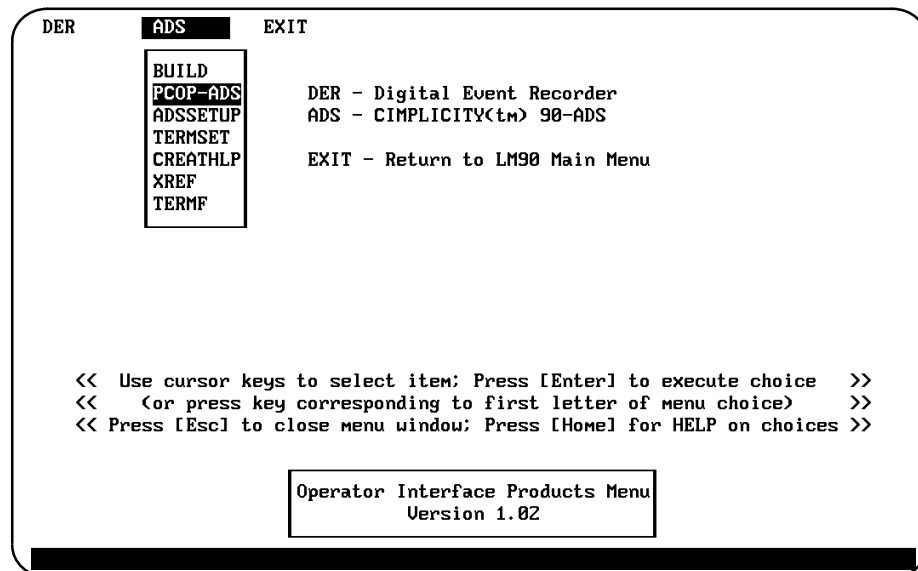 DER ADS EXIT
BUILD
PCOP-ADS DER - Digital Event Recorder
ADSSETUP ADS - CIMPLICITY(tm) 90-ADS
TERMSET
CREATHLP EXIT - Return to LM90 Main Menu
XREF
TERMF
<< Use cursor keys to select item; Press [Enter] to execute choice >>
<< (or press key corresponding to first letter of menu choice) >>
<< Press [Esc] to close menu window; Press [Home] for HELP on choices >>
Operator Interface Products Menu
Version 1.02